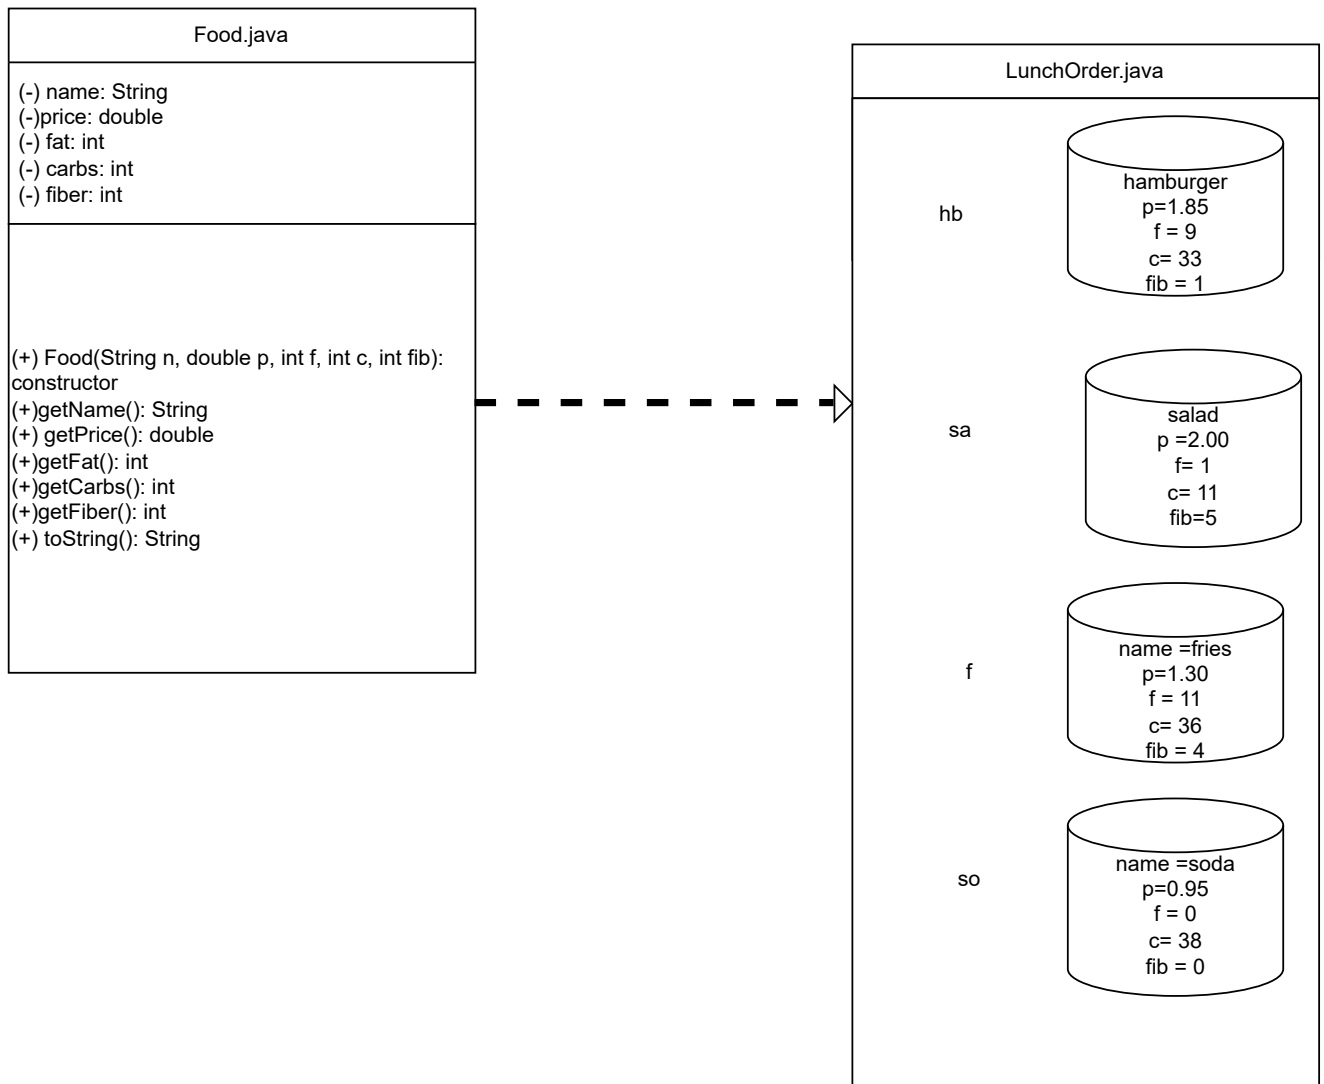 Food.java
(-) name: String
(-)price: double
(-) fat: int
(-) carbs: int
(-) fiber: int
(+) Food(String n, double p, int f, int c, int fib):
constructor
(+)getName(): String
(+) getPrice(): double
(+)getFat(): int
(+)getCarbs(): int
(+)getFiber(): int
(+) toString(): String
LunchOrder.java
hb
hamburger
p=1.85
f = 9
c= 33
fib = 1
sa
salad
p =2.00
f= 1
c= 11
fib=5
f
name =fries
p=1.30
f = 11
c= 36
fib = 4
so
name =soda
p=0.95
f = 0
c= 38
fib = 0